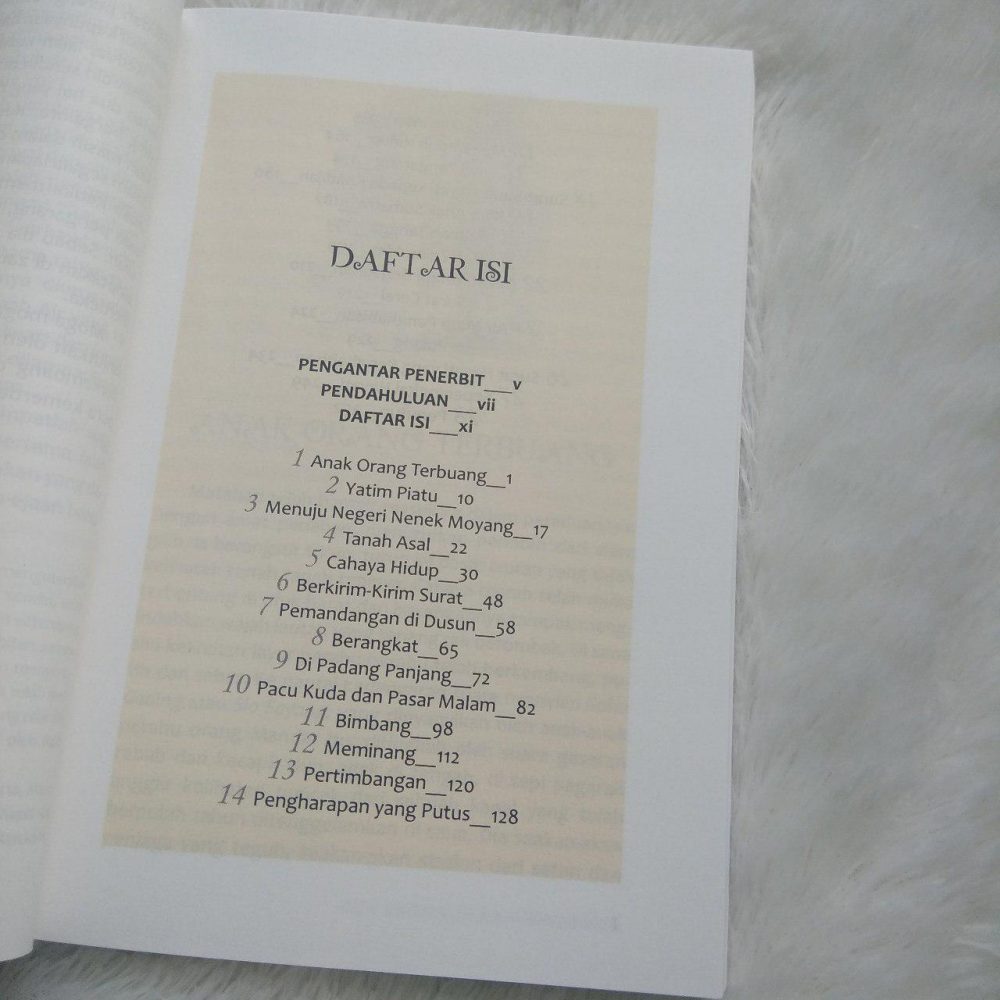 DAFTAR ISI
PENGANTAR PENERBIT___v
PENDAHULUAN___vii
DAFTAR ISI___xi
1 Anak Orang Terbuang__1
2 Yatim Piatu__10
3 Menuju Negeri Nenek Moyang__17
4 Tanah Asal__22
5 Cahaya Hidup__30
6 Berkirim-Kirim Surat__48
7 Pemandangan di Dusun__58
8 Berangkat__65
9 Di Padang Panjang__72
10 Pacu Kuda dan Pasar Malam__82
11 Bimbang__98
12 Meminang__112
13 Pertimbangan__120
14 Pengharapan yang Putus__128